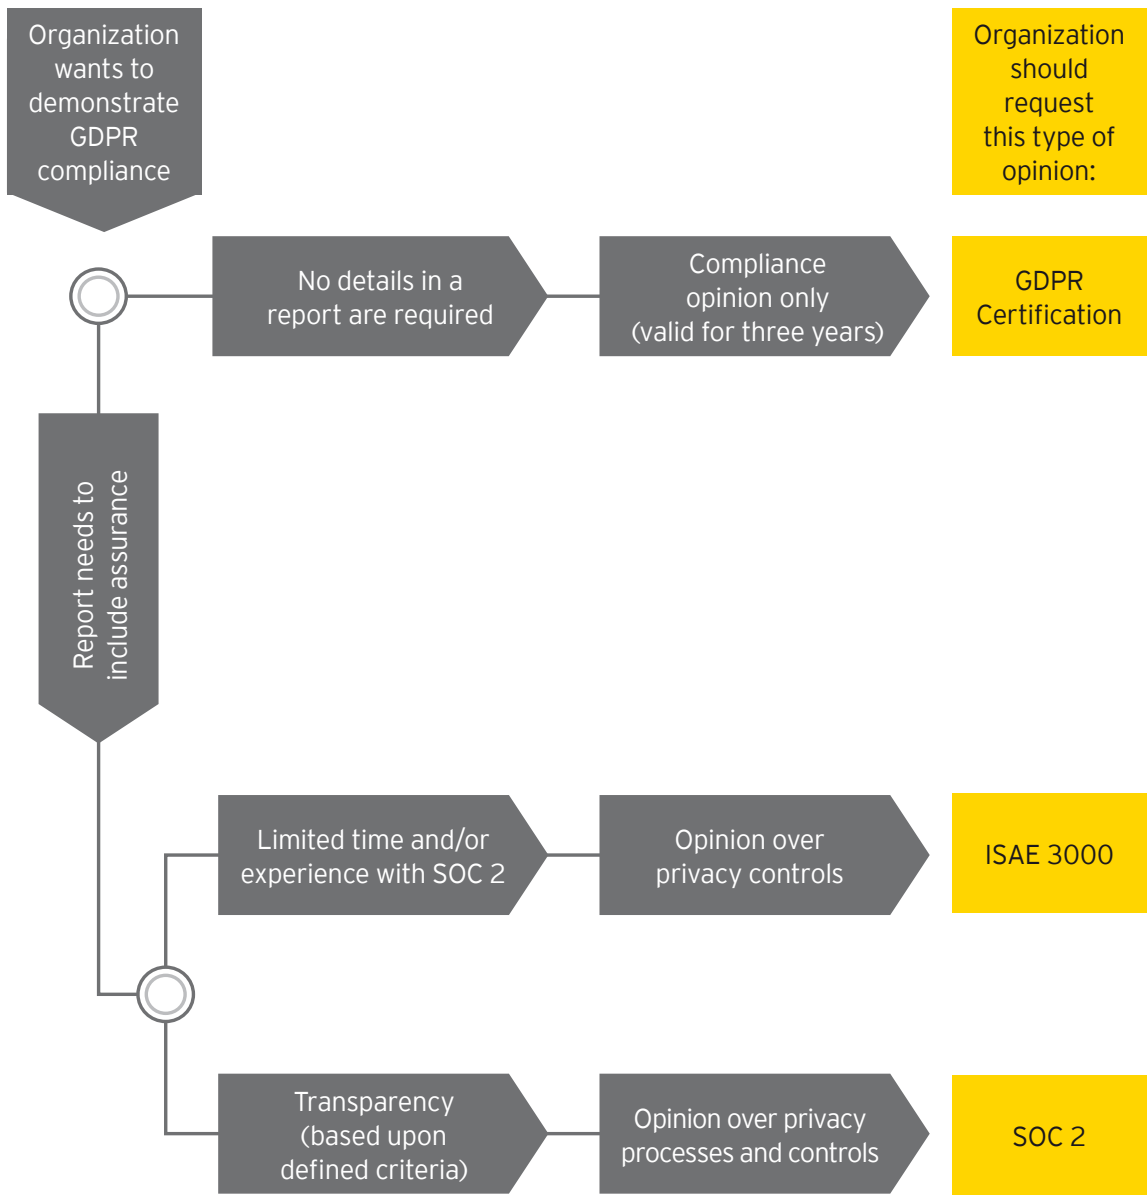 Organization
wants to
demonstrate
GDPR
compliance
Organization
should
request
this type of
opinion:
No details in a
report are required
Compliance
opinion only
(valid for three years)
GDPR
Certification
Report needs to
include assurance
Limited time and/or
experience with SOC 2
Opinion over
privacy controls
ISAE 3000
Transparency
(based upon
defined criteria)
Opinion over privacy
processes and controls
SOC 2